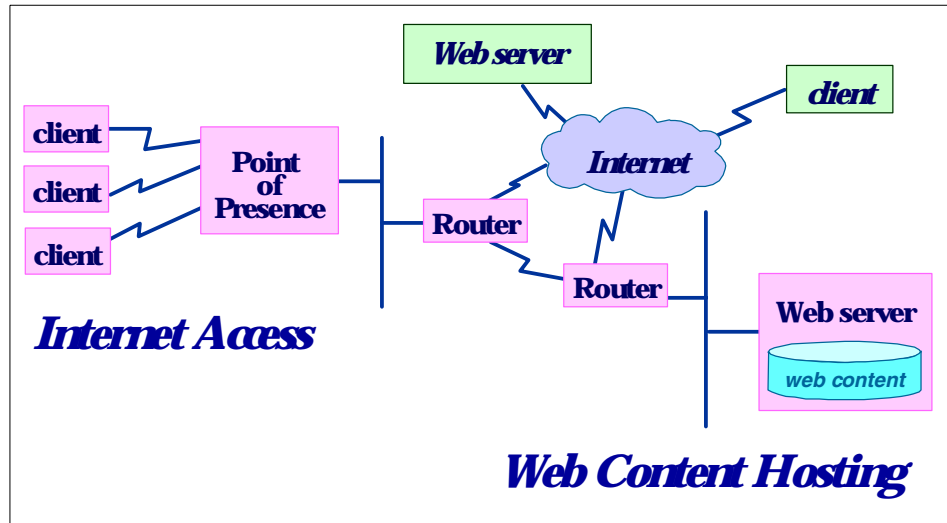 Web server
client
client
client
client
Point
of
Presence
Internet
Router
Router
Internet Access
Web server
web content
Web Content Hosting